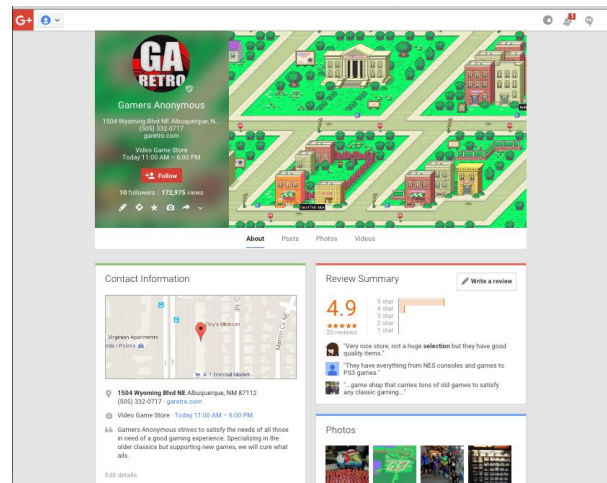 G+
GA
RETRO
Gamers Anonymous
1504 Wyoming Blvd NE Albuquerque, N...
(505) 332-0717
garetro.com
Video Game Store
Today 11:00 AM – 6:00 PM
Follow
10 followers | 172,975 views
About Posts Photos Videos
Contact Information
Virginian Apartments
A-1 Oriental Market
1504 Wyoming Blvd NE Albuquerque, NM 87112
(505) 332-0717 · garetro.com
Video Game Store · Today 11:00 AM – 6:00 PM
Gamers Anonymous strives to satisfy the needs of all those
in need of a good gaming experience. Specializing in the
older classics but supporting new games, we will cure what
ails.
Edit details
Review Summary
Write a review
4.9
20 reviews
5 star
4 star
3 star
2 star
1 star
"Very nice store, not a huge selection but they have good
quality items."
"They have everything from NES consoles and games to
PS3 games."
"...game shop that carries tons of old games to satisfy
any classic gaming..."
Photos